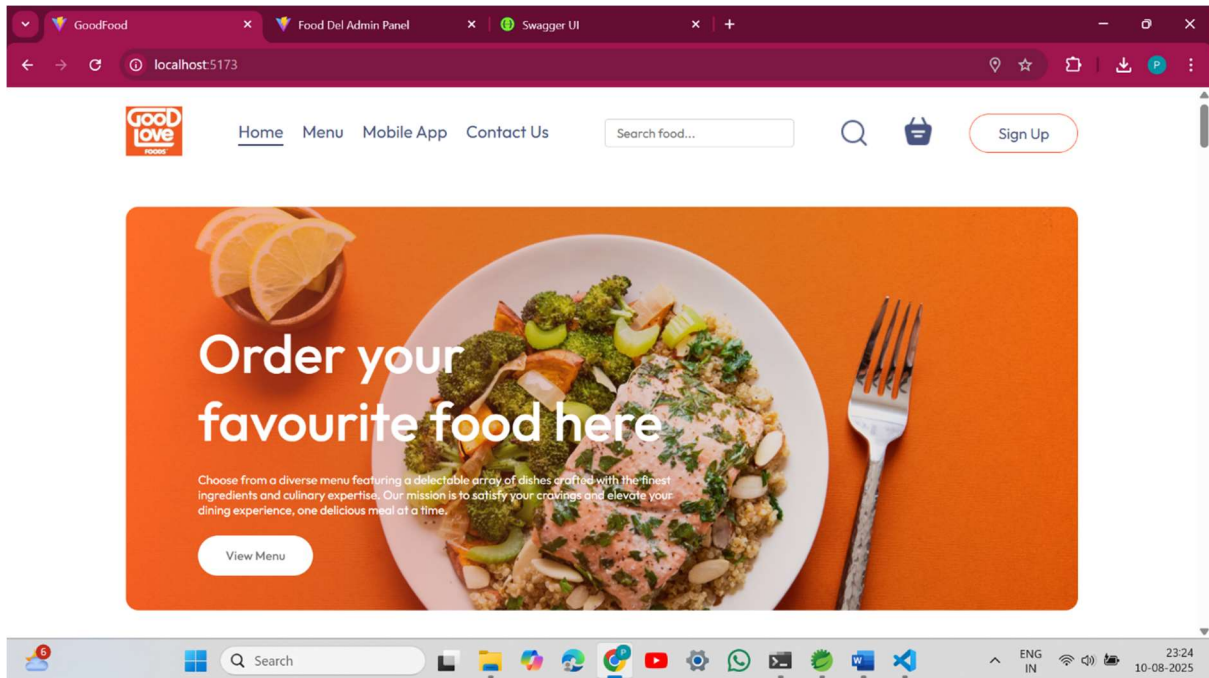 GoodFood
Food Del Admin Panel
Swagger UI
localhost:5173
P
GOOD
LOVE
FOODS
Home
Menu
Mobile App
Contact Us
Search food...
Sign Up
Order your
favourite food here
Choose from a diverse menu featuring a delectable array of dishes crafted with the finest
ingredients and culinary expertise. Our mission is to satisfy your cravings and elevate your
dining experience, one delicious meal at a time.
View Menu
6
Search
P
ENG
IN
23:24
10-08-2025